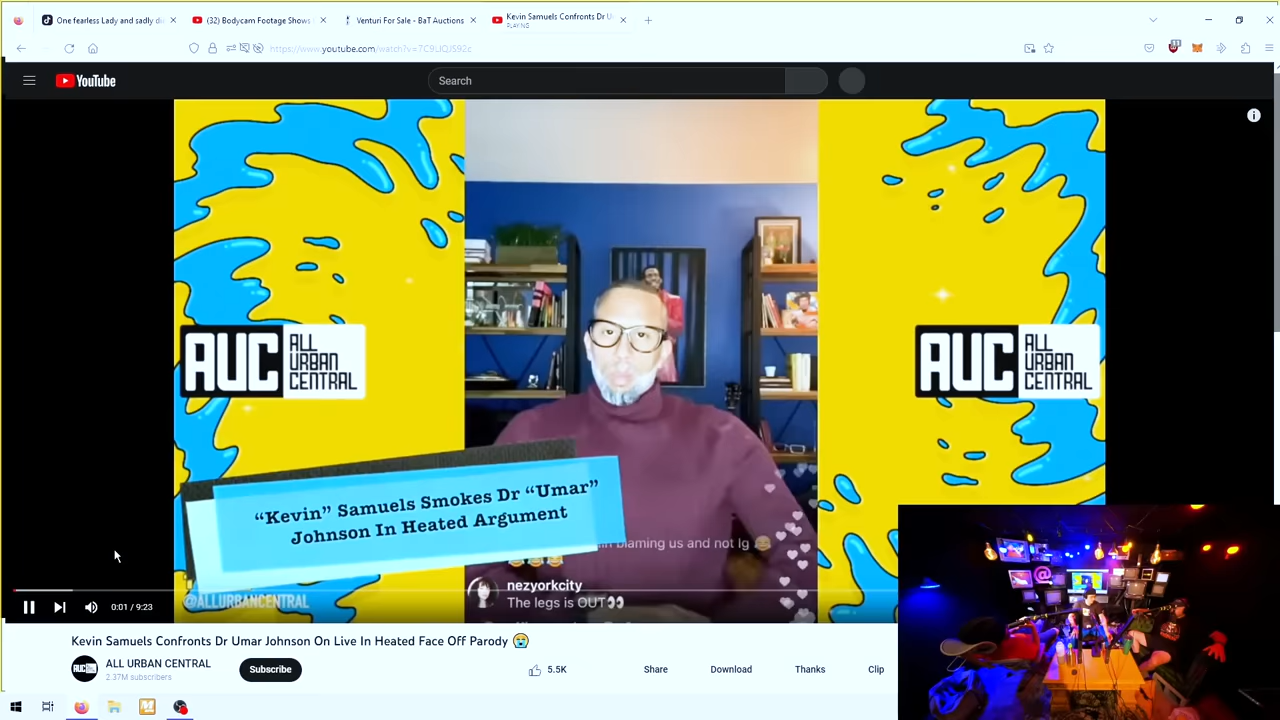 One fearless Lady and sadly di
(32) Bodycam Footage Shows
Venturi For Sale - BaT Auctions
Kevin Samuels Confronts Dr U
PLAYING
YouTube
Search
AUC ALL URBAN CENTRAL
AUC ALL URBAN CENTRAL
“Kevin” Samuels Smokes Dr “Umar”
Johnson In Heated Argument
blaming us and not Ig
nezyorkcity
The legs is OUT
@ALLURBANCENTRAL
0:01 / 9:23
Kevin Samuels Confronts Dr Umar Johnson On Live In Heated Face Off Parody
ALL URBAN CENTRAL
2.37M subscribers
Subscribe
5.5K
Share
Download
Thanks
Clip